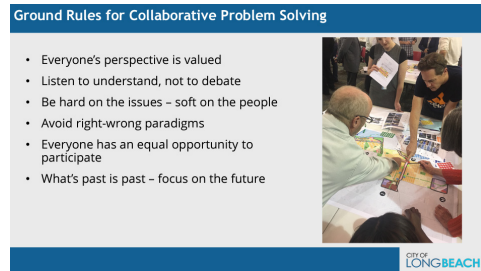 Ground Rules for Collaborative Problem Solving
• Everyone's perspective is valued
• Listen to understand, not to debate
• Be hard on the issues – soft on the people
• Avoid right-wrong paradigms
• Everyone has an equal opportunity to
participate
• What's past is past – focus on the future
CITY OF
LONGBEACH